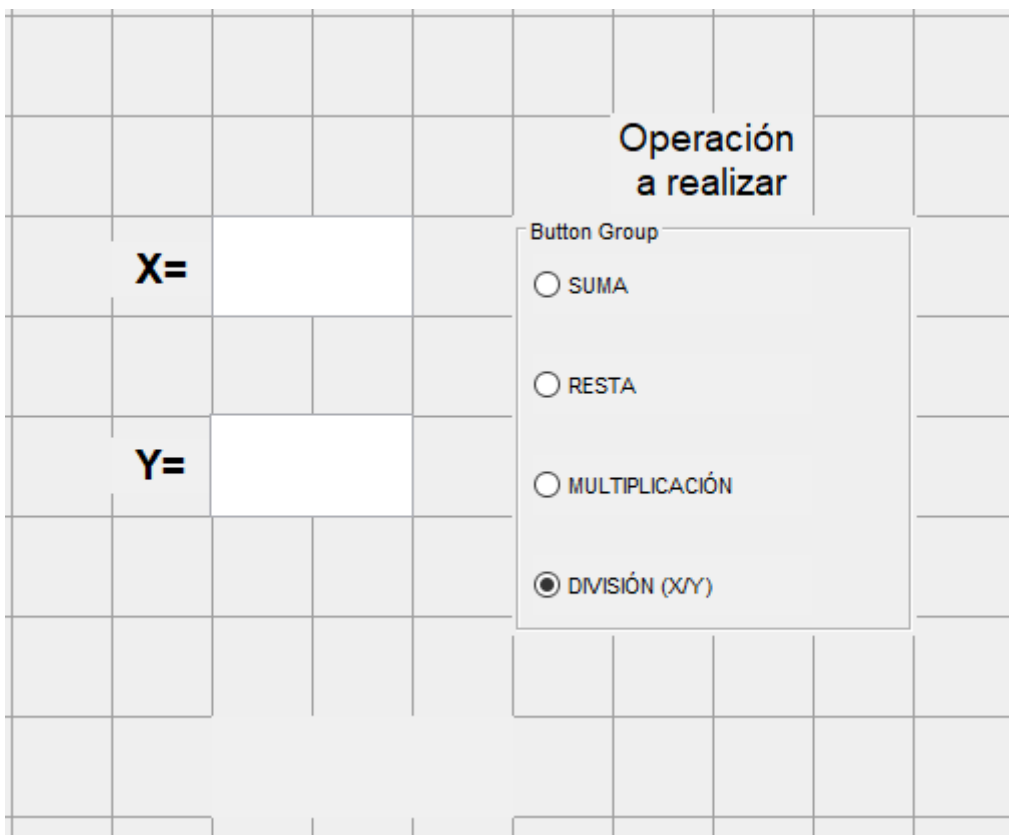 Operación
a realizar
Button Group
X=
SUMA
RESTA
Y=
MULTIPLICACIÓN
DIVISIÓN (X/Y)